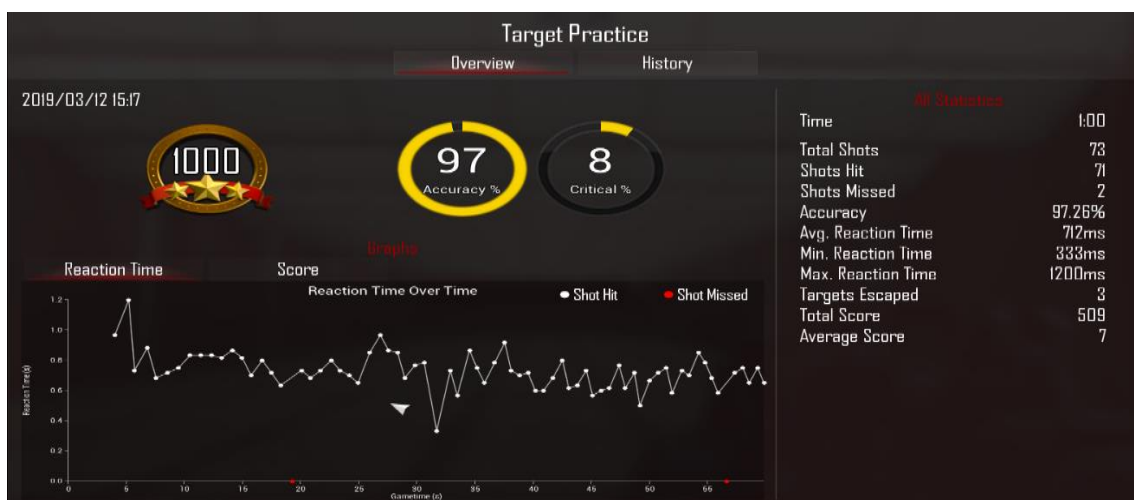 Target Practice
Overview History
2019/03/12 15:17
1000
97
Accuracy %
8
Critical %
All Statistics
Time 1:00
Total Shots 73
Shots Hit 71
Shots Missed 2
Accuracy 97.26%
Avg. Reaction Time 712ms
Min. Reaction Time 333ms
Max. Reaction Time 1200ms
Targets Escaped 3
Total Score 509
Average Score 7
Graphs
Reaction Time Score
Reaction Time Over Time
Shot Hit Shot Missed
Reaction Time(s)
1.2
1.0
0.8
0.6
0.4
0.2
0.0
0 5 10 15 20 25 30 35 40 45 50 55
Gametime (s)